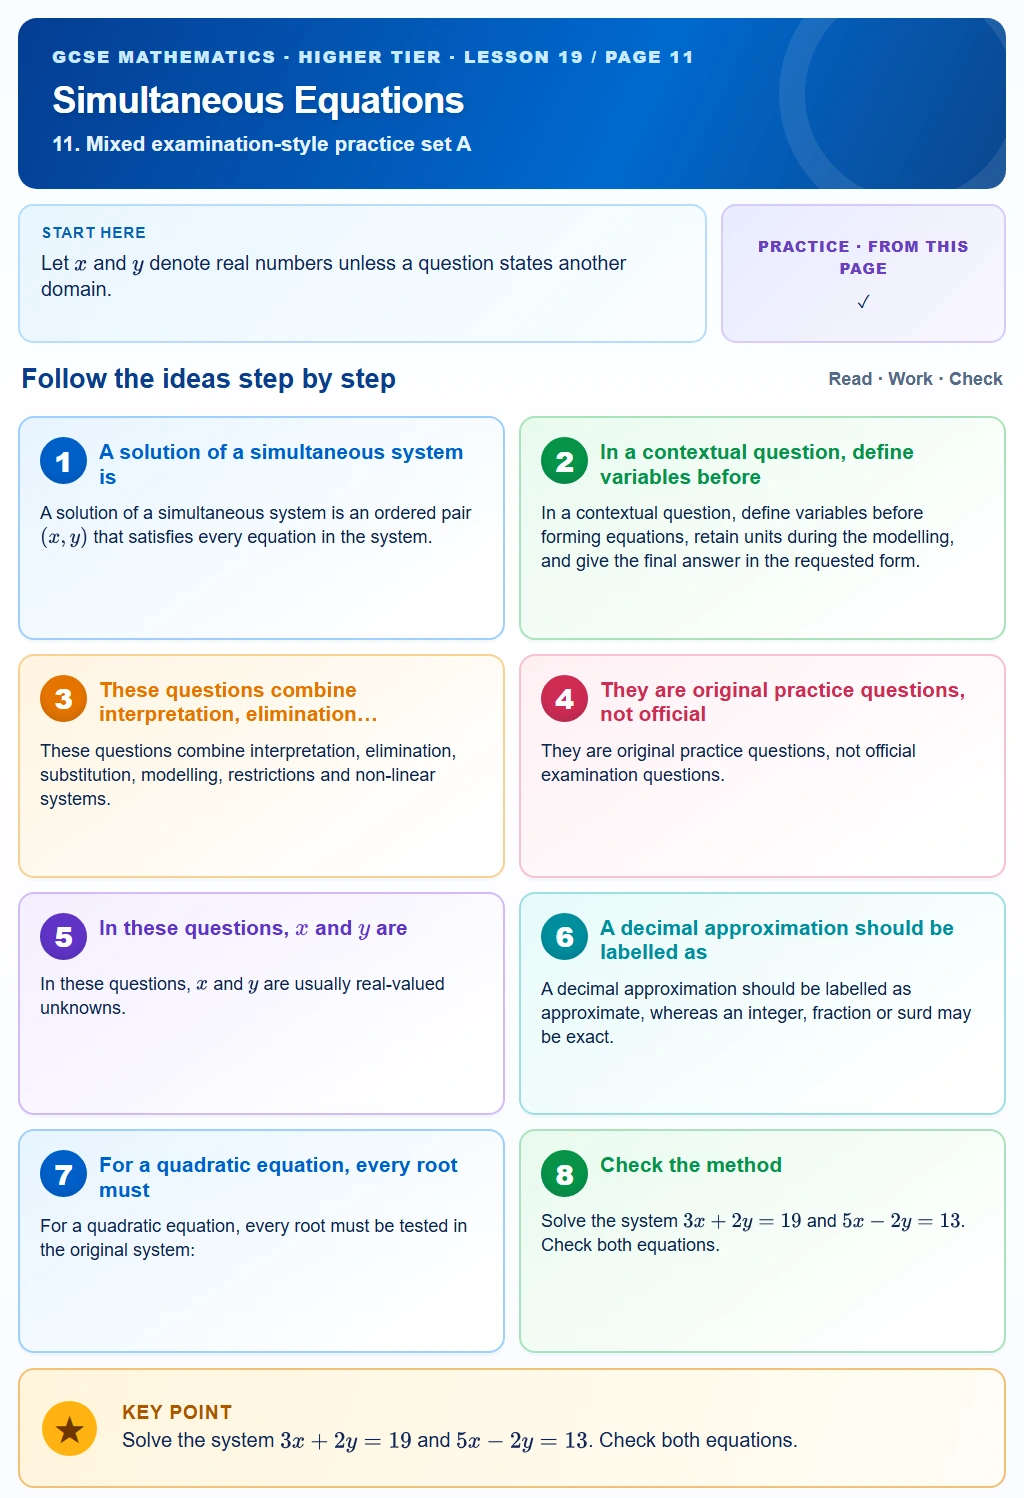 GCSE MATHEMATICS · HIGHER TIER · LESSON 19 / PAGE 11
Simultaneous Equations
11. Mixed examination-style practice set A
START HERE
Let x and y denote real numbers unless a question states another
domain.
PRACTICE · FROM THIS
PAGE
✓
Follow the ideas step by step
Read · Work · Check
1
A solution of a simultaneous system
is
A solution of a simultaneous system is an ordered pair
(x, y) that satisfies every equation in the system.
2
In a contextual question, define
variables before
In a contextual question, define variables before
forming equations, retain units during the modelling,
and give the final answer in the requested form.
3
These questions combine
interpretation, elimination…
These questions combine interpretation, elimination,
substitution, modelling, restrictions and non-linear
systems.
4
They are original practice questions,
not official
They are original practice questions, not official
examination questions.
5
In these questions, x and y are
In these questions, x and y are usually real-valued
unknowns.
6
A decimal approximation should be
labelled as
A decimal approximation should be labelled as
approximate, whereas an integer, fraction or surd may
be exact.
7
For a quadratic equation, every root
must
For a quadratic equation, every root must be tested in
the original system:
8
Check the method
Solve the system 3x + 2y = 19 and 5x − 2y = 13.
Check both equations.
★
KEY POINT
Solve the system 3x + 2y = 19 and 5x − 2y = 13. Check both equations.